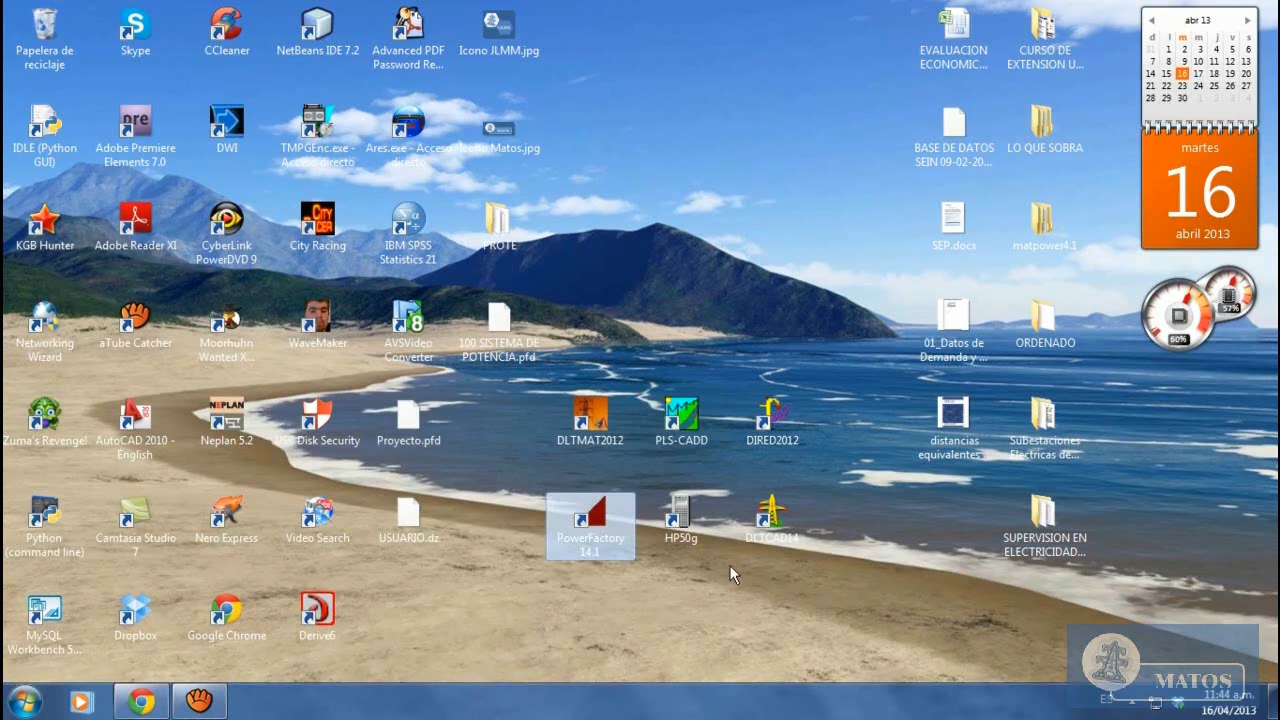 Papelera de
reciclaje
Skype
CCleaner
NetBeans IDE 7.2
Advanced PDF
Password Re...
Icono JLMM.jpg
EVALUACION
ECONOMIC...
CURSO DE
EXTENSION U...
abr 13
d l m m j v s
31 1 2 3 4 5 6
7 8 9 10 11 12 13
14 15 16 17 18 19 20
21 22 23 24 25 26 27
28 29 30 1 2 3 4
martes
16
abril 2013
IDLE (Python
GUI)
pre
Adobe Premiere
Elements 7.0
DWI
TMPGEnc.exe -
Acceso directo
Ares.exe - Acceso
directo
Icono Matos.jpg
BASE DE DATOS
SEIN 09-02-20...
LO QUE SOBRA
KGB Hunter
Adobe Reader XI
CyberLink
PowerDVD 9
City Racing
IBM SPSS
Statistics 21
PROTE
SEP.docx
matpower4.1
57%
60%
Networking
Wizard
aTube Catcher
Moorhuhn
Wanted X...
WaveMaker
8
AVSVideo
Converter
100 SISTEMA DE
POTENCIA.pfd
01_Datos de
Demanda y ...
ORDENADO
Zuma's Revenge!
AutoCAD 2010 -
English
NEPLAN
Neplan 5.2
USB Disk Security
Proyecto.pfd
DLTMAT2012
PLS-CADD
DIRED2012
distancias
equivalentes
Subestaciones
Electricas de...
Python
(command line)
Camtasia Studio
7
Nero Express
Video Search
USUARIO.dz
PowerFactory
14.1
HP50g
DLTCAD14
SUPERVISION EN
ELECTRICIDAD...
MySQL
Workbench 5...
Dropbox
Google Chrome
Derive6
MATOS
ES
11:44 a.m.
16/04/2013